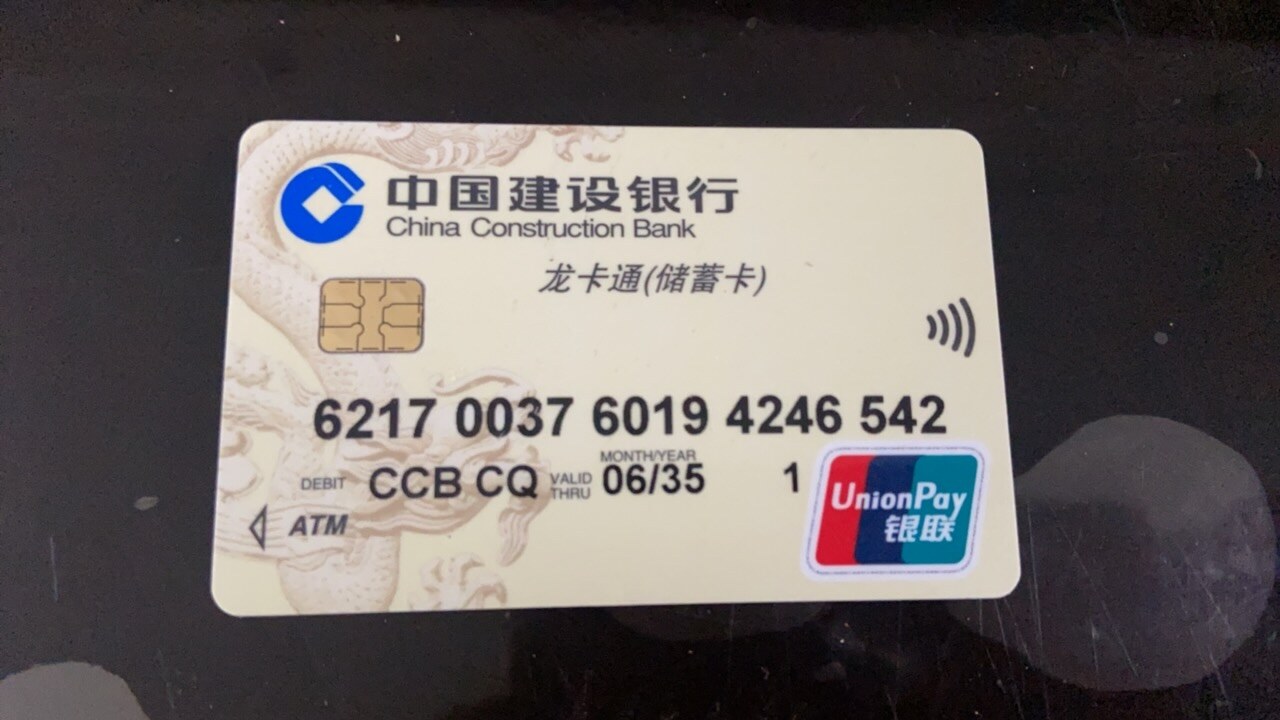 中国建设银行
China Construction Bank
龙卡通(储蓄卡)
6217 0037 6019 4246 542
MONTH/YEAR
DEBIT CCB CQ VALID THRU 06/35 1
ATM
UnionPay
银联